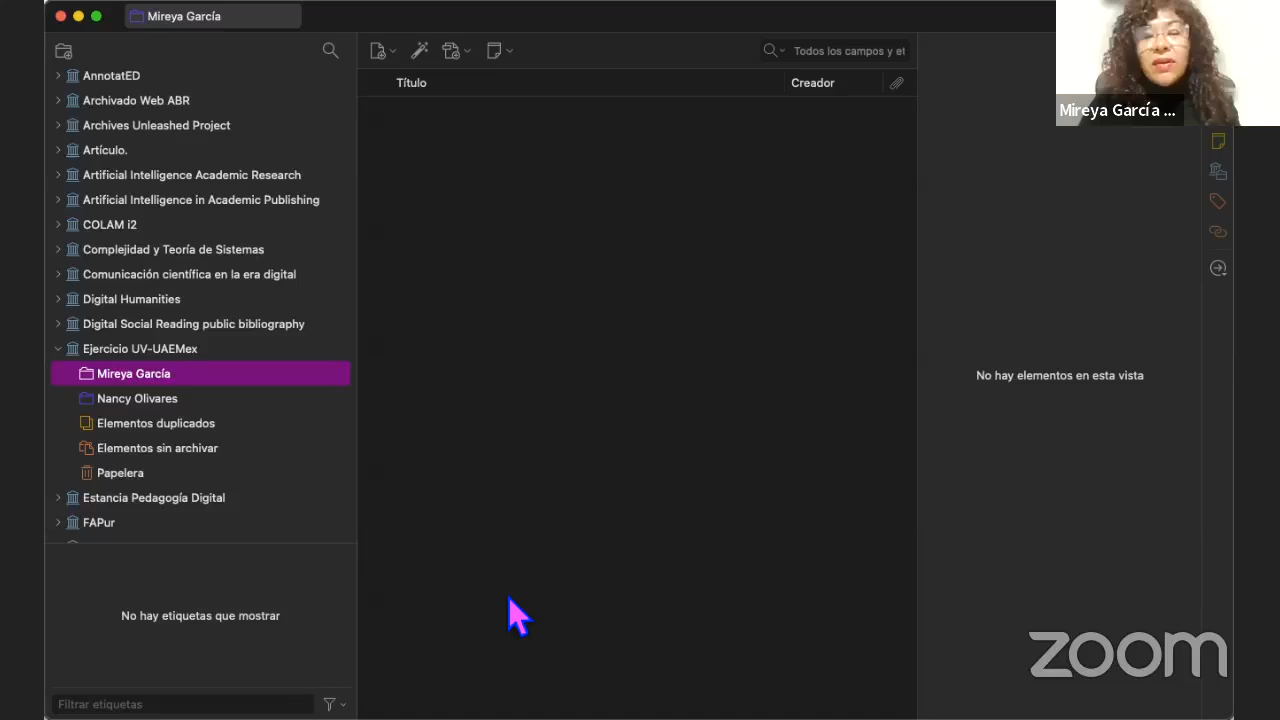 Mireya García
Todos los campos y et
Título
Creador
AnnotatED
Archivado Web ABR
Archives Unleashed Project
Artículo.
Artificial Intelligence Academic Research
Artificial Intelligence in Academic Publishing
COLAM i2
Complejidad y Teoría de Sistemas
Comunicación científica en la era digital
Digital Humanities
Digital Social Reading public bibliography
Ejercicio UV-UAEMex
Mireya García
Nancy Olivares
Elementos duplicados
Elementos sin archivar
Papelera
Estancia Pedagogía Digital
FAPur
No hay etiquetas que mostrar
Filtrar etiquetas
No hay elementos en esta vista
Mireya García ...
zoom